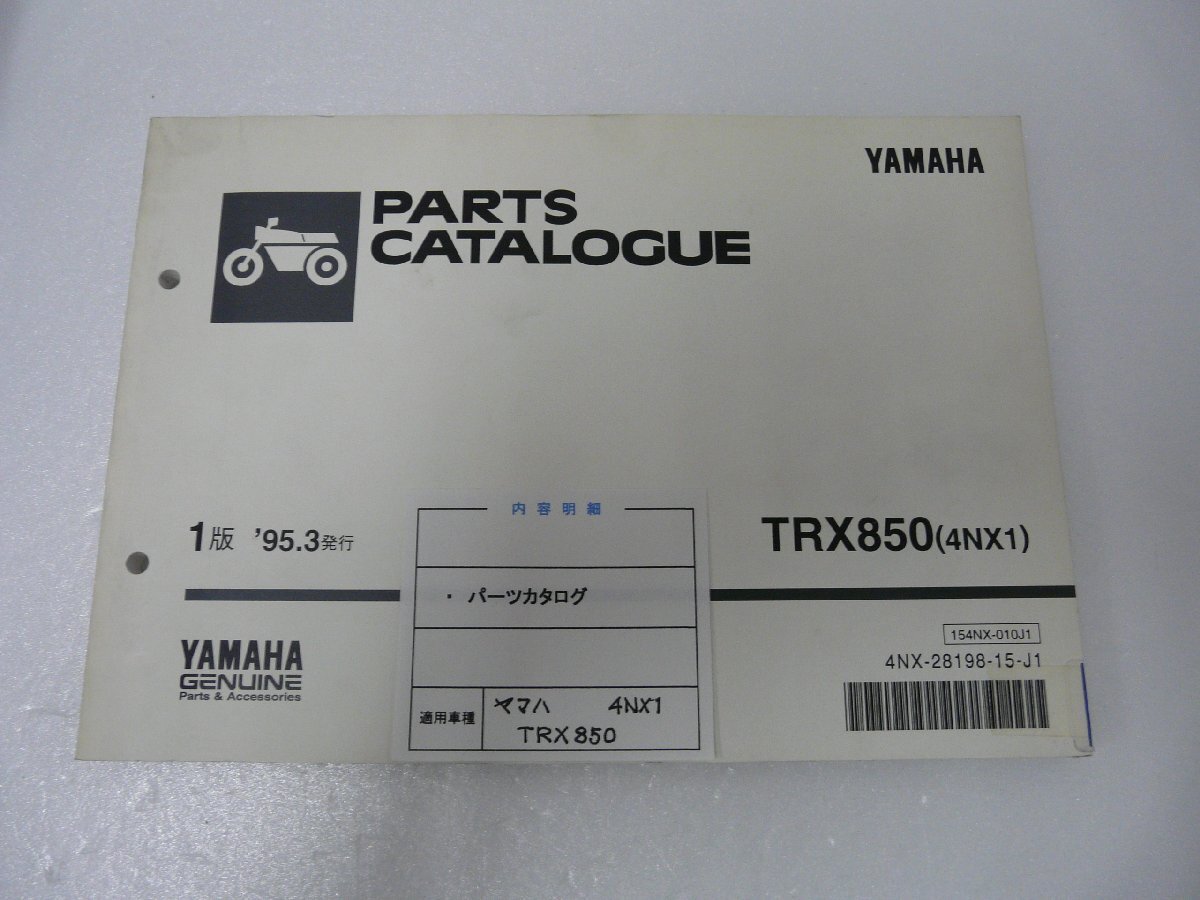 YAMAHA
PARTS
CATALOGUE
1版 '95.3発行
TRX850(4NX1)
内容明細
・ パーツカタログ
適用車種
ヤマハ 4NX1
TRX850
154NX-010J1
4NX-28198-15-J1
YAMAHA
GENUINE
Parts & Accessories